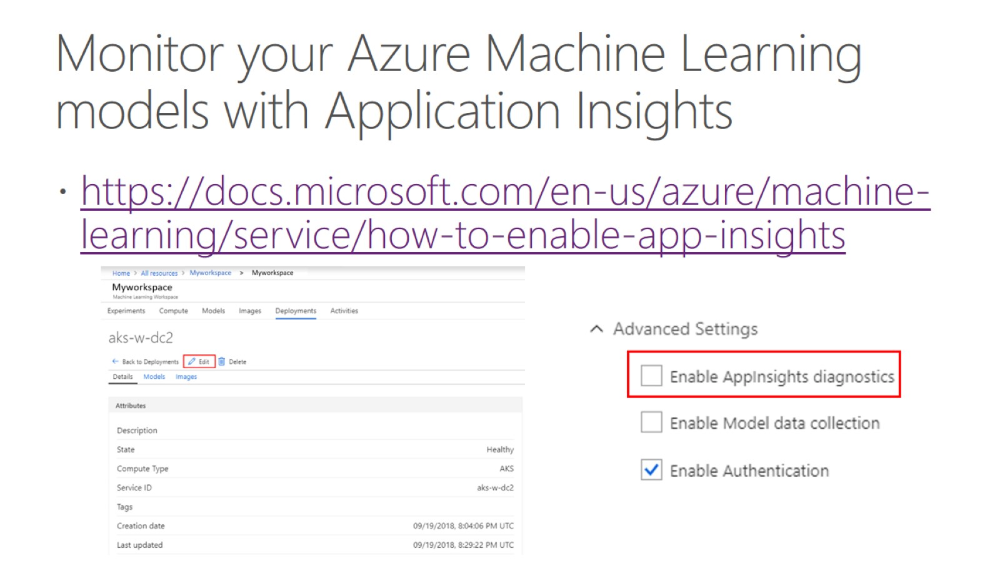 Monitor your Azure Machine Learning
models with Application Insights
• https://docs.microsoft.com/en-us/azure/machine-
learning/service/how-to-enable-app-insights
Home > All resources > Myworkspace > Myworkspace
Myworkspace
Machine Learning Workspace
Experiments Compute Models Images Deployments Activities
aks-w-dc2
← Back to Deployments Edit Delete
Details Models Images
Attributes
Description
State Healthy
Compute Type AKS
Service ID aks-w-dc2
Tags
Creation date 09/19/2018, 8:04:06 PM UTC
Last updated 09/19/2018, 8:29:22 PM UTC
Advanced Settings
Enable AppInsights diagnostics
Enable Model data collection
Enable Authentication